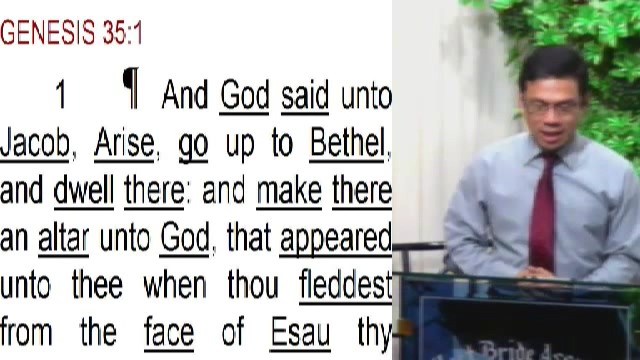 GENESIS 35:1
1 ¶ And God said unto
Jacob, Arise, go up to Bethel,
and dwell there: and make there
an altar unto God, that appeared
unto thee when thou fleddest
from the face of Esau thy
Bride